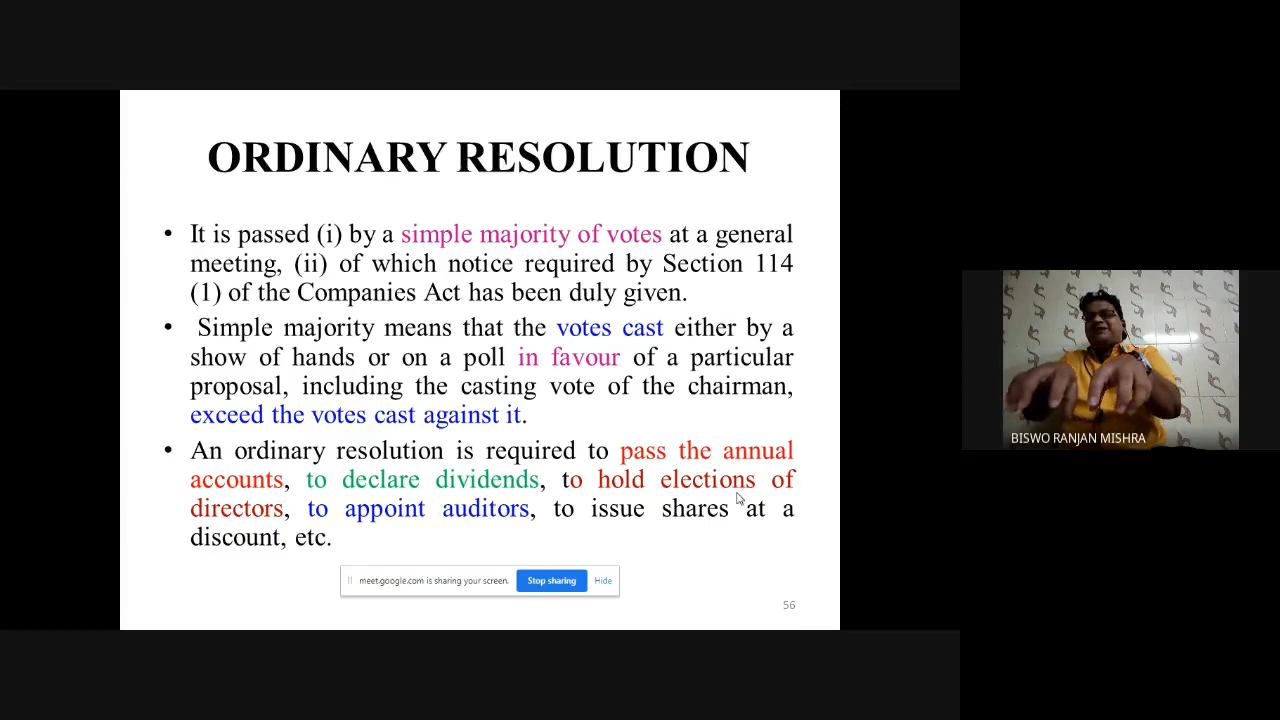 ORDINARY RESOLUTION
• It is passed (i) by a simple majority of votes at a general
meeting, (ii) of which notice required by Section 114
(1) of the Companies Act has been duly given.
• Simple majority means that the votes cast either by a
show of hands or on a poll in favour of a particular
proposal, including the casting vote of the chairman,
exceed the votes cast against it.
• An ordinary resolution is required to pass the annual
accounts, to declare dividends, to hold elections of
directors, to appoint auditors, to issue shares at a
discount, etc.
meet.google.com is sharing your screen. Stop sharing Hide
56
BISWO RANJAN MISHRA